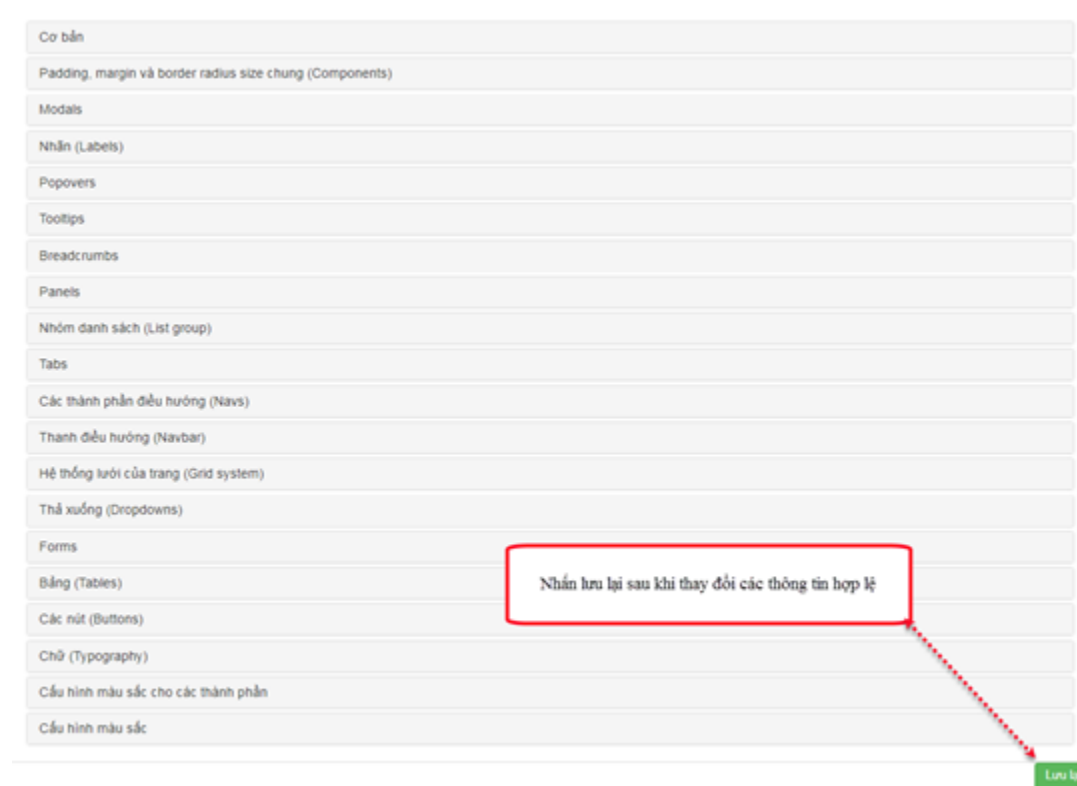 Cơ bản
Padding, margin và border radius size chung (Components)
Modals
Nhãn (Labels)
Popovers
Tooltips
Breadcrumbs
Panels
Nhóm danh sách (List group)
Tabs
Các thành phần điều hướng (Navs)
Thanh điều hướng (Navbar)
Hệ thống lưới của trang (Grid system)
Thả xuống (Dropdowns)
Forms
Bảng (Tables)
Nhấn lưu lại sau khi thay đổi các thông tin hợp lệ
Các nút (Buttons)
Chữ (Typography)
Cấu hình màu sắc cho các thành phần
Cấu hình màu sắc
Lưu lạ